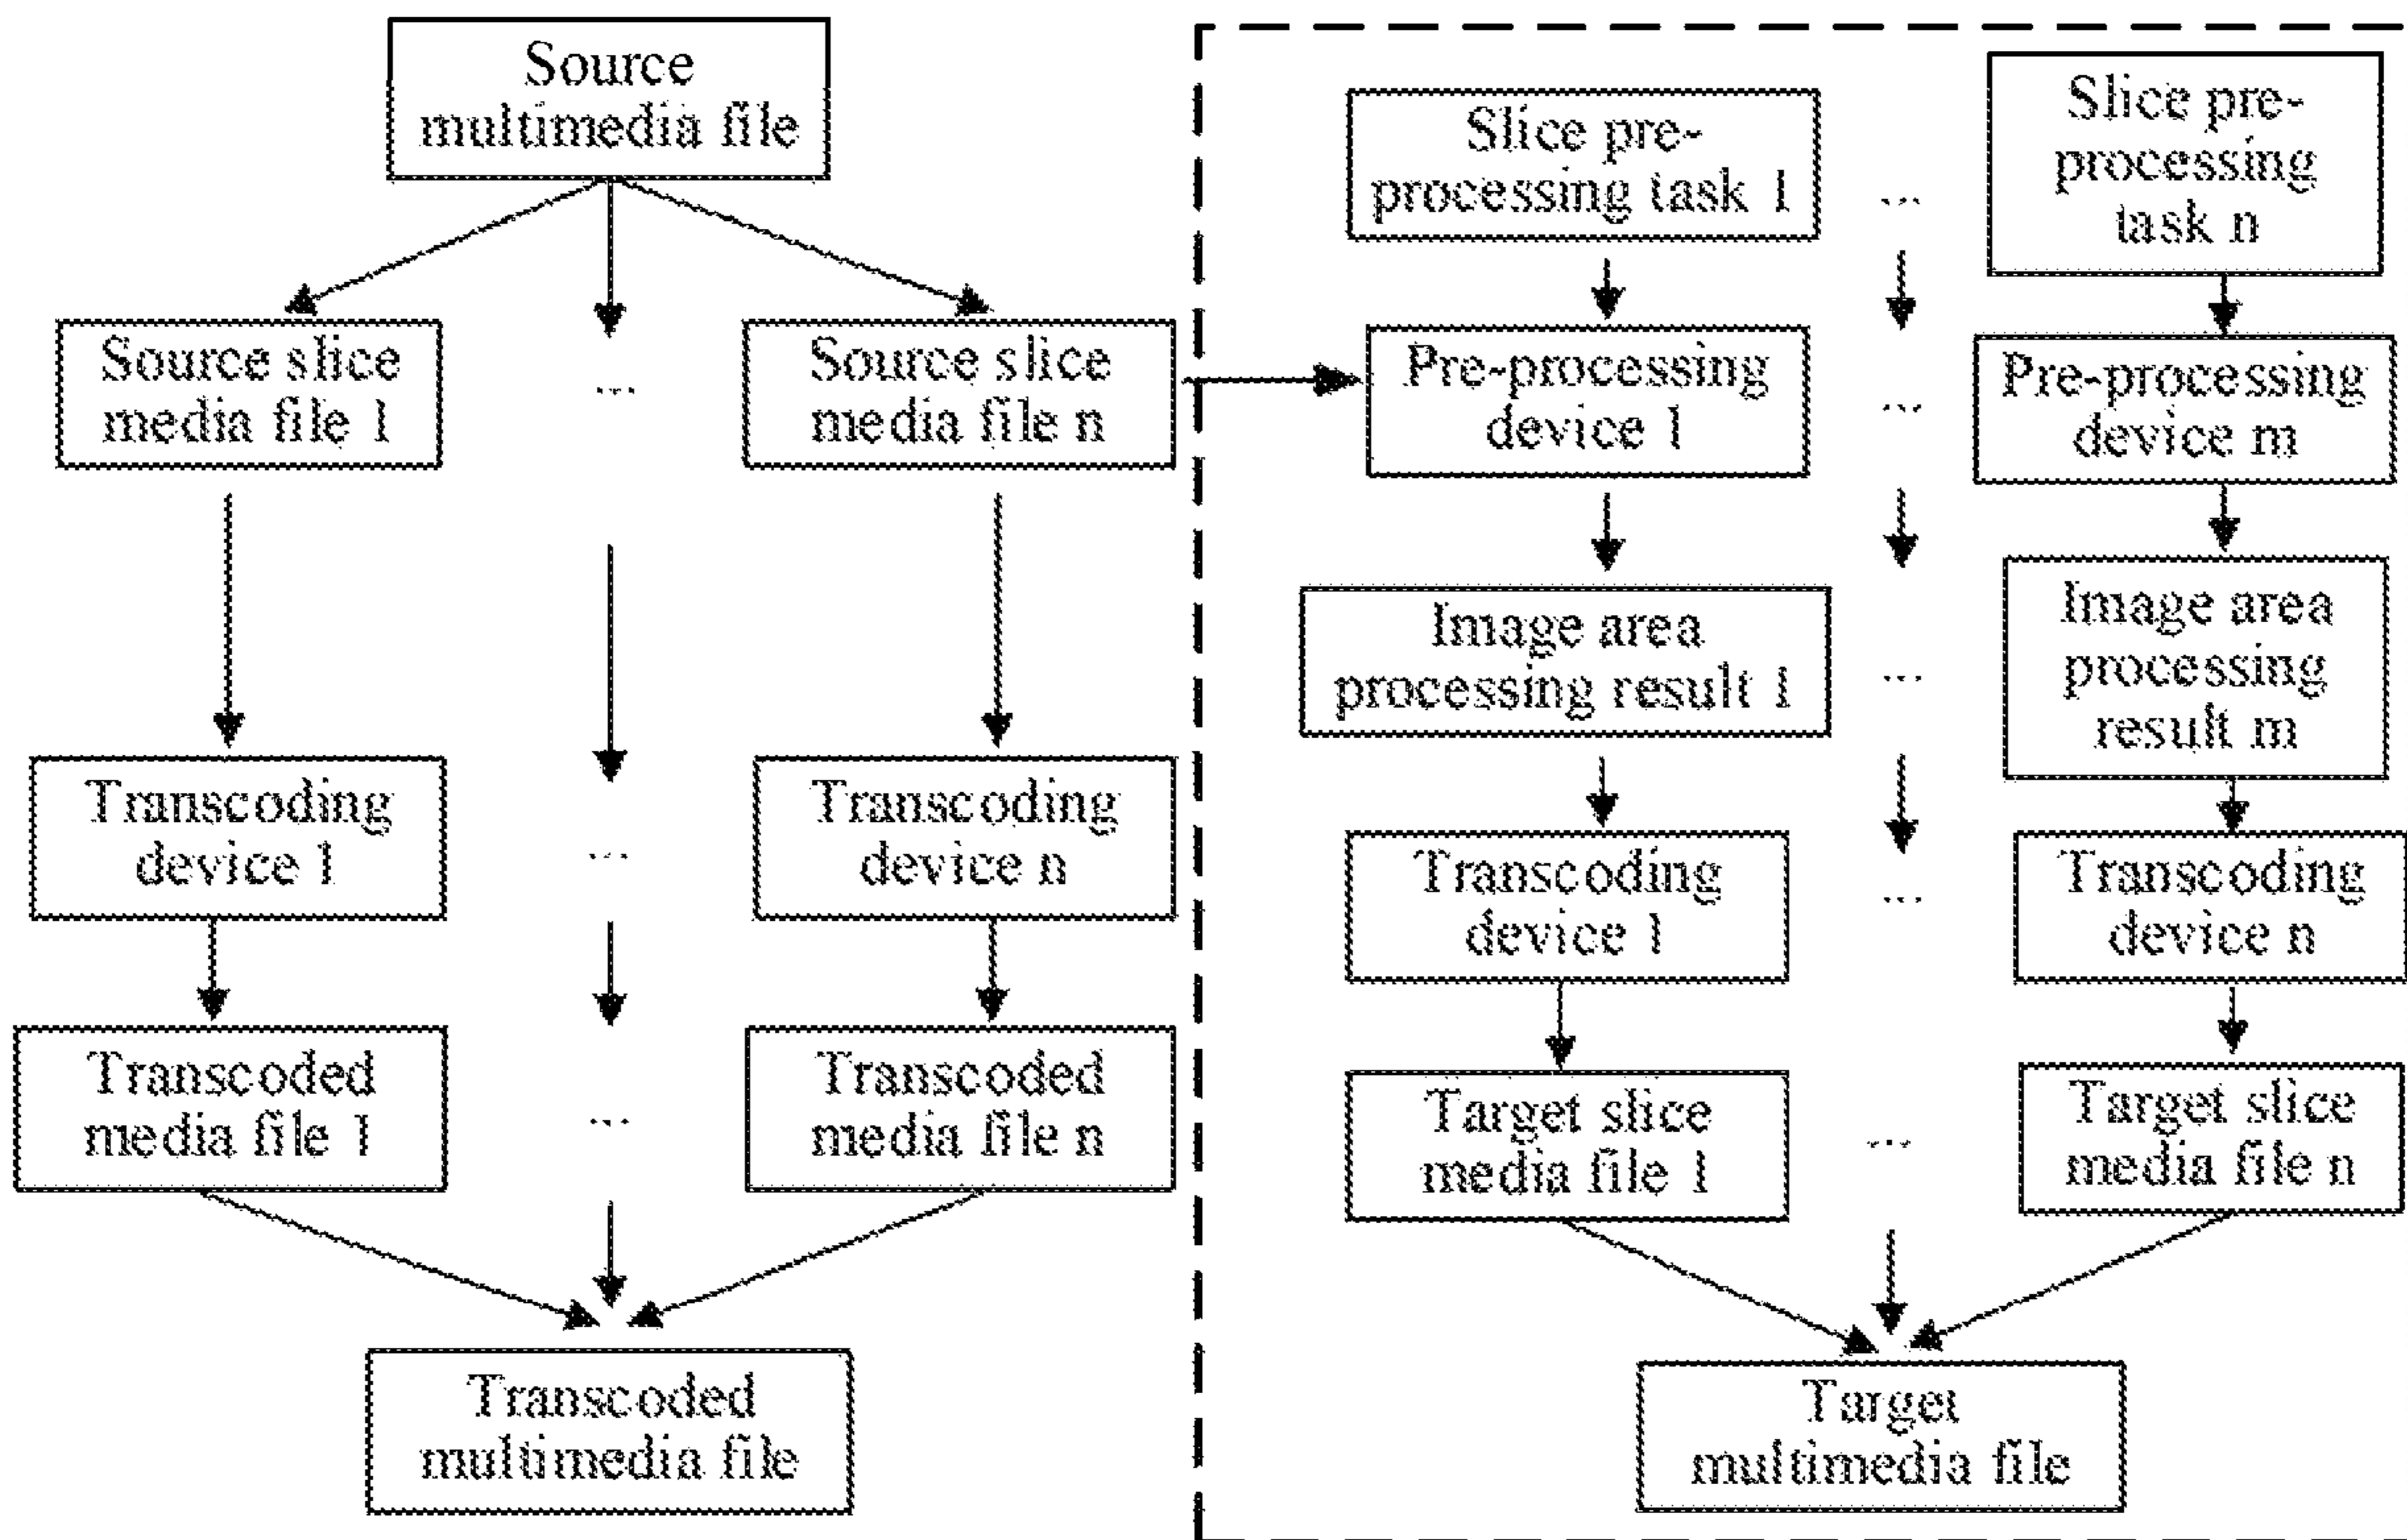 Source
multimedia file
Source slice
media file 1
...
Source slice
media file n
Transcoding
device 1
...
Transcoding
device n
Transcoded
media file 1
...
Transcoded
media file n
Transcoded
multimedia file
Slice pre-
processing task 1
...
Slice pre-
processing
task n
Pre-processing
device 1
...
Pre-processing
device m
Image area
processing result 1
...
Image area
processing
result m
Transcoding
device 1
...
Transcoding
device n
Target slice
media file 1
...
Target slice
media file n
Target
multimedia file